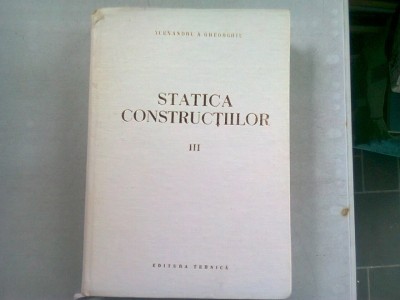 ALEXANDRU A. GHEORGHIU
STATICA
CONSTRUCȚIILOR
III
EDITURA TEHNICĂ